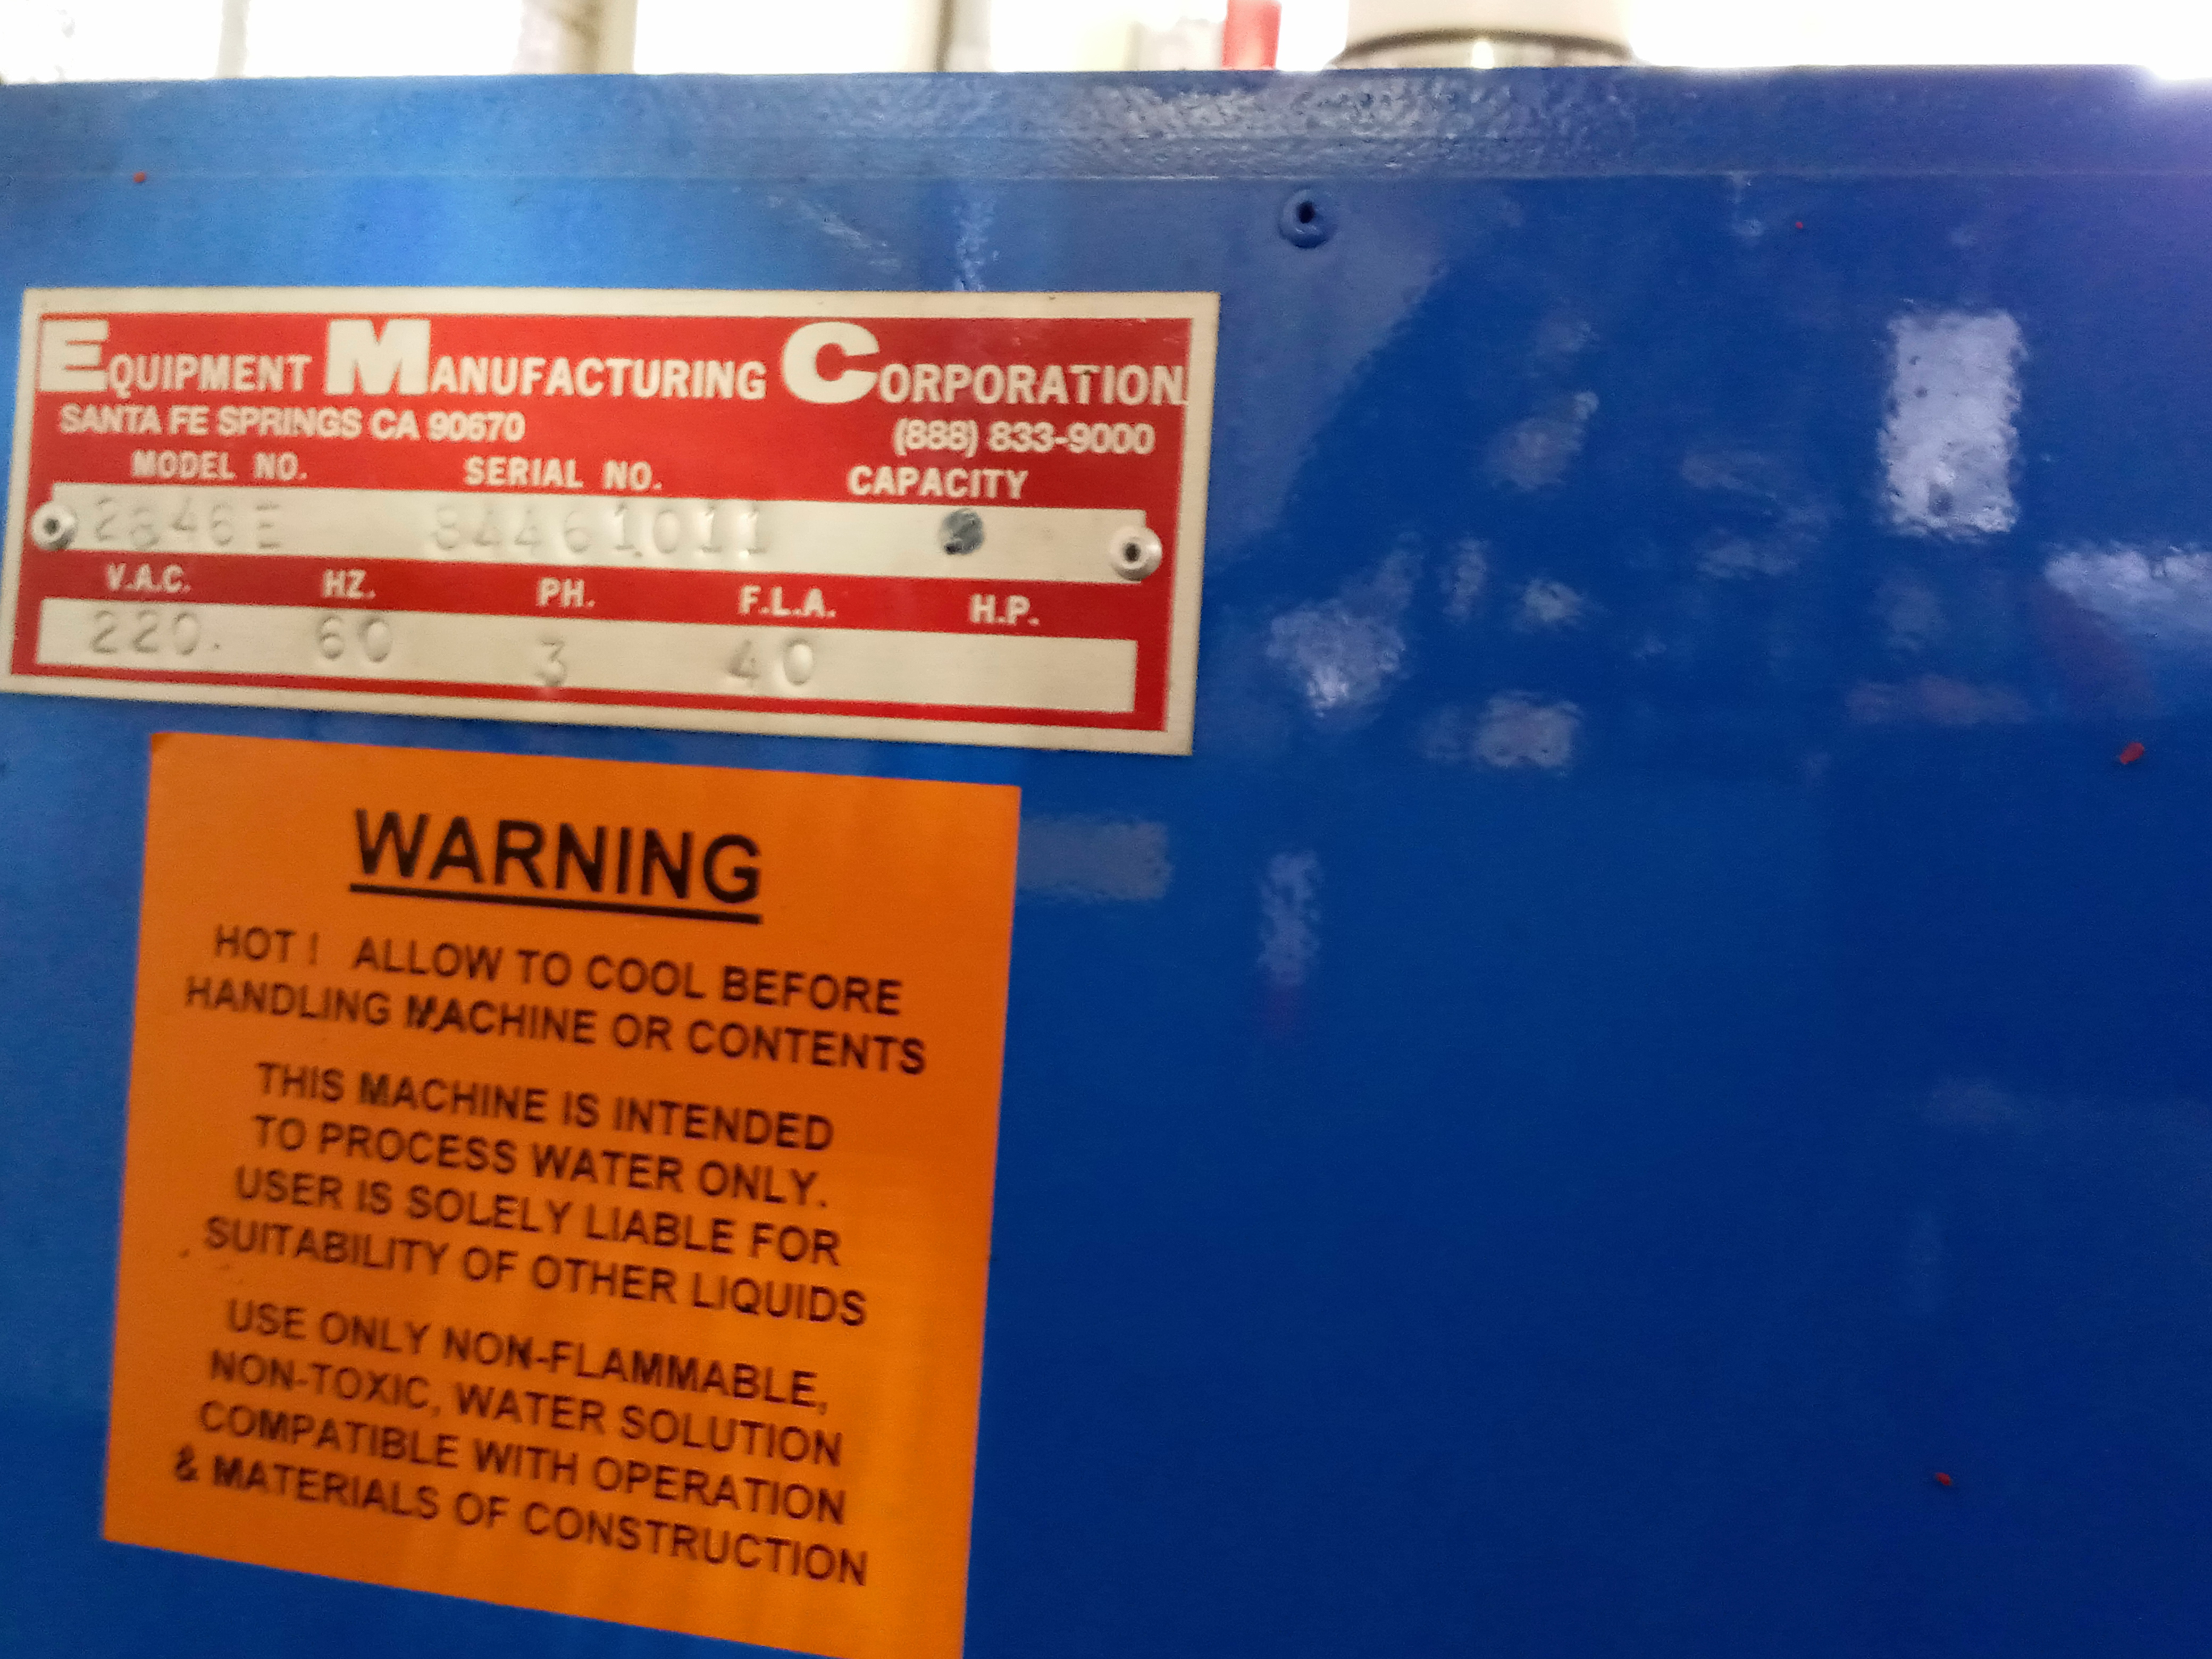 EQUIPMENT MANUFACTURING CORPORATION
SANTA FE SPRINGS CA 90670 (888) 833-9000
MODEL NO. SERIAL NO. CAPACITY
2846E 84461011
V.A.C. HZ. PH. F.L.A. H.P.
220. 60 3 40
WARNING
HOT ! ALLOW TO COOL BEFORE
HANDLING MACHINE OR CONTENTS
THIS MACHINE IS INTENDED
TO PROCESS WATER ONLY.
USER IS SOLELY LIABLE FOR
SUITABILITY OF OTHER LIQUIDS
USE ONLY NON-FLAMMABLE,
NON-TOXIC, WATER SOLUTION
COMPATIBLE WITH OPERATION
& MATERIALS OF CONSTRUCTION